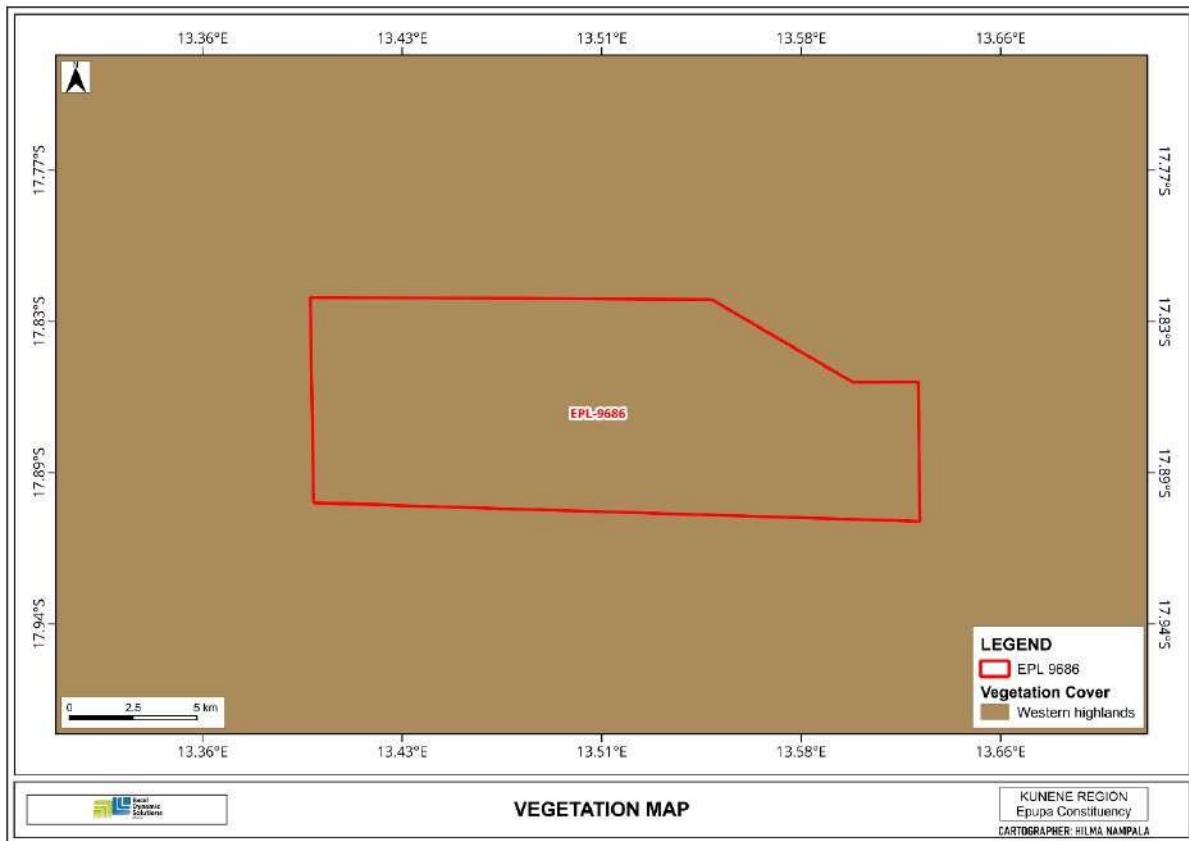 13.36°E 13.43°E 13.51°E 13.58°E 13.66°E
N
17.77°S 17.77°S
17.83°S 17.83°S
EPL-9686
17.89°S 17.89°S
17.94°S 17.94°S
LEGEND
EPL 9686
Vegetation Cover
Western highlands
0 2.5 5 km
13.36°E 13.43°E 13.51°E 13.58°E 13.66°E
Excel
Dynamic
Solutions
VEGETATION MAP
KUNENE REGION
Epupa Constituency
CARTOGRAPHER: HILMA NAMPALA